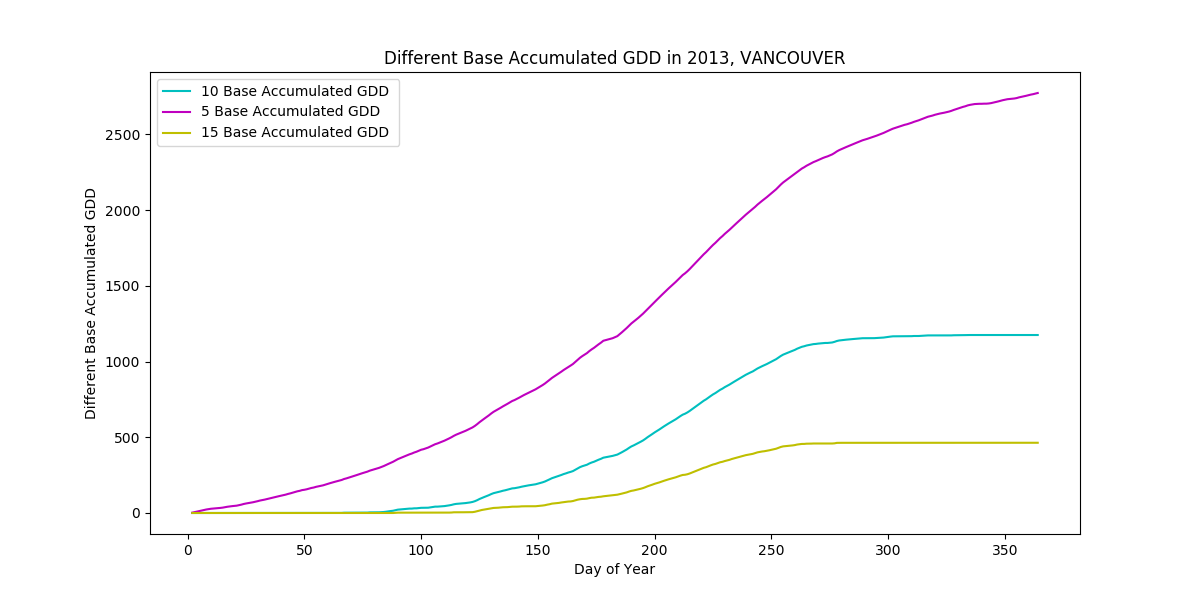 Different Base Accumulated GDD in 2013, VANCOUVER
10 Base Accumulated GDD
5 Base Accumulated GDD
15 Base Accumulated GDD
Different Base Accumulated GDD
2500
2000
1500
1000
500
0
0 50 100 150 200 250 300 350
Day of Year